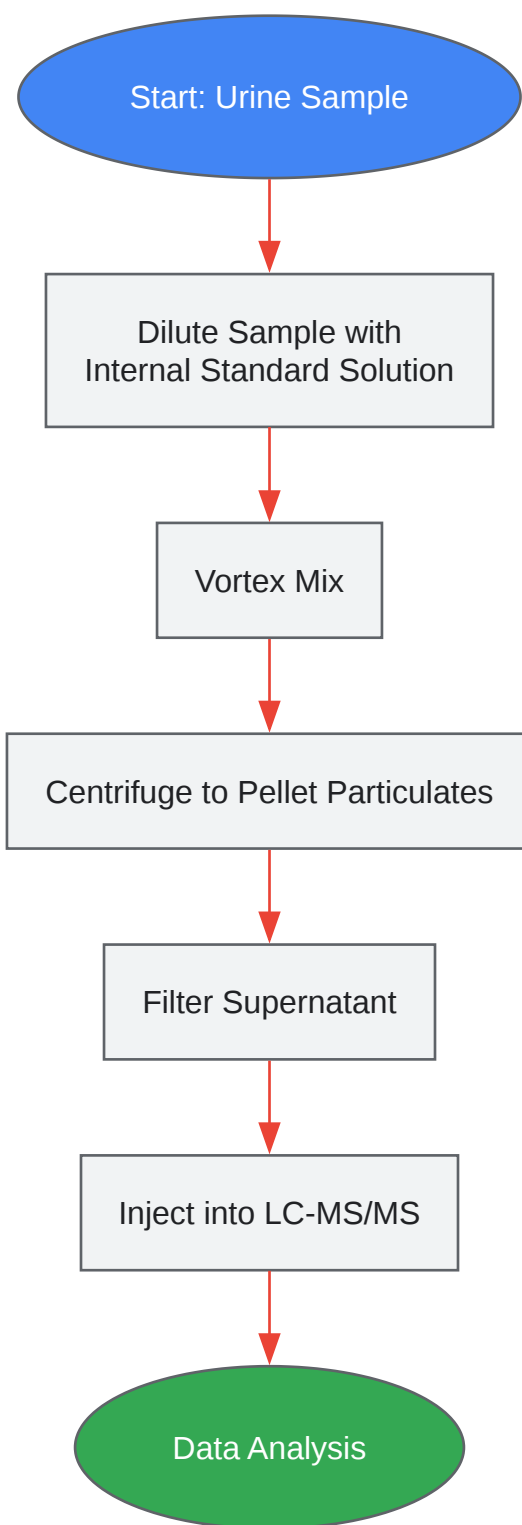 Start: Urine Sample
Dilute Sample with
Internal Standard Solution
Vortex Mix
Centrifuge to Pellet Particulates
Filter Supernatant
Inject into LC-MS/MS
Data Analysis